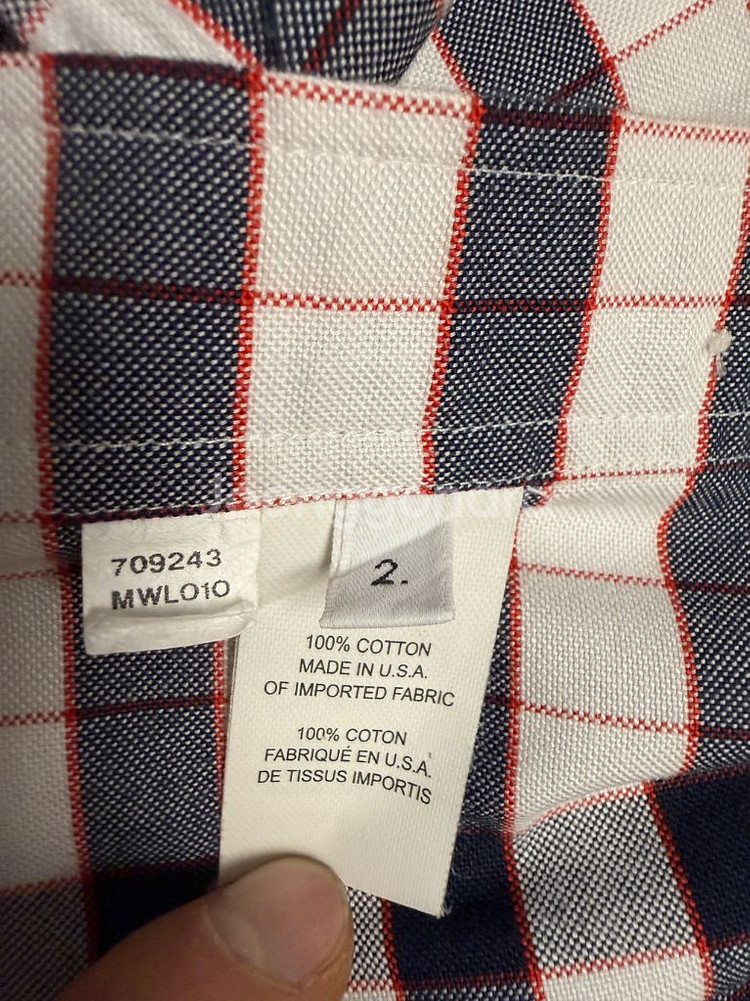 709243
MWL010
2.
100% COTTON
MADE IN U.S.A.
OF IMPORTED FABRIC
100% COTON
FABRIQUÉ EN U.S.A.
DE TISSUS IMPORTIS